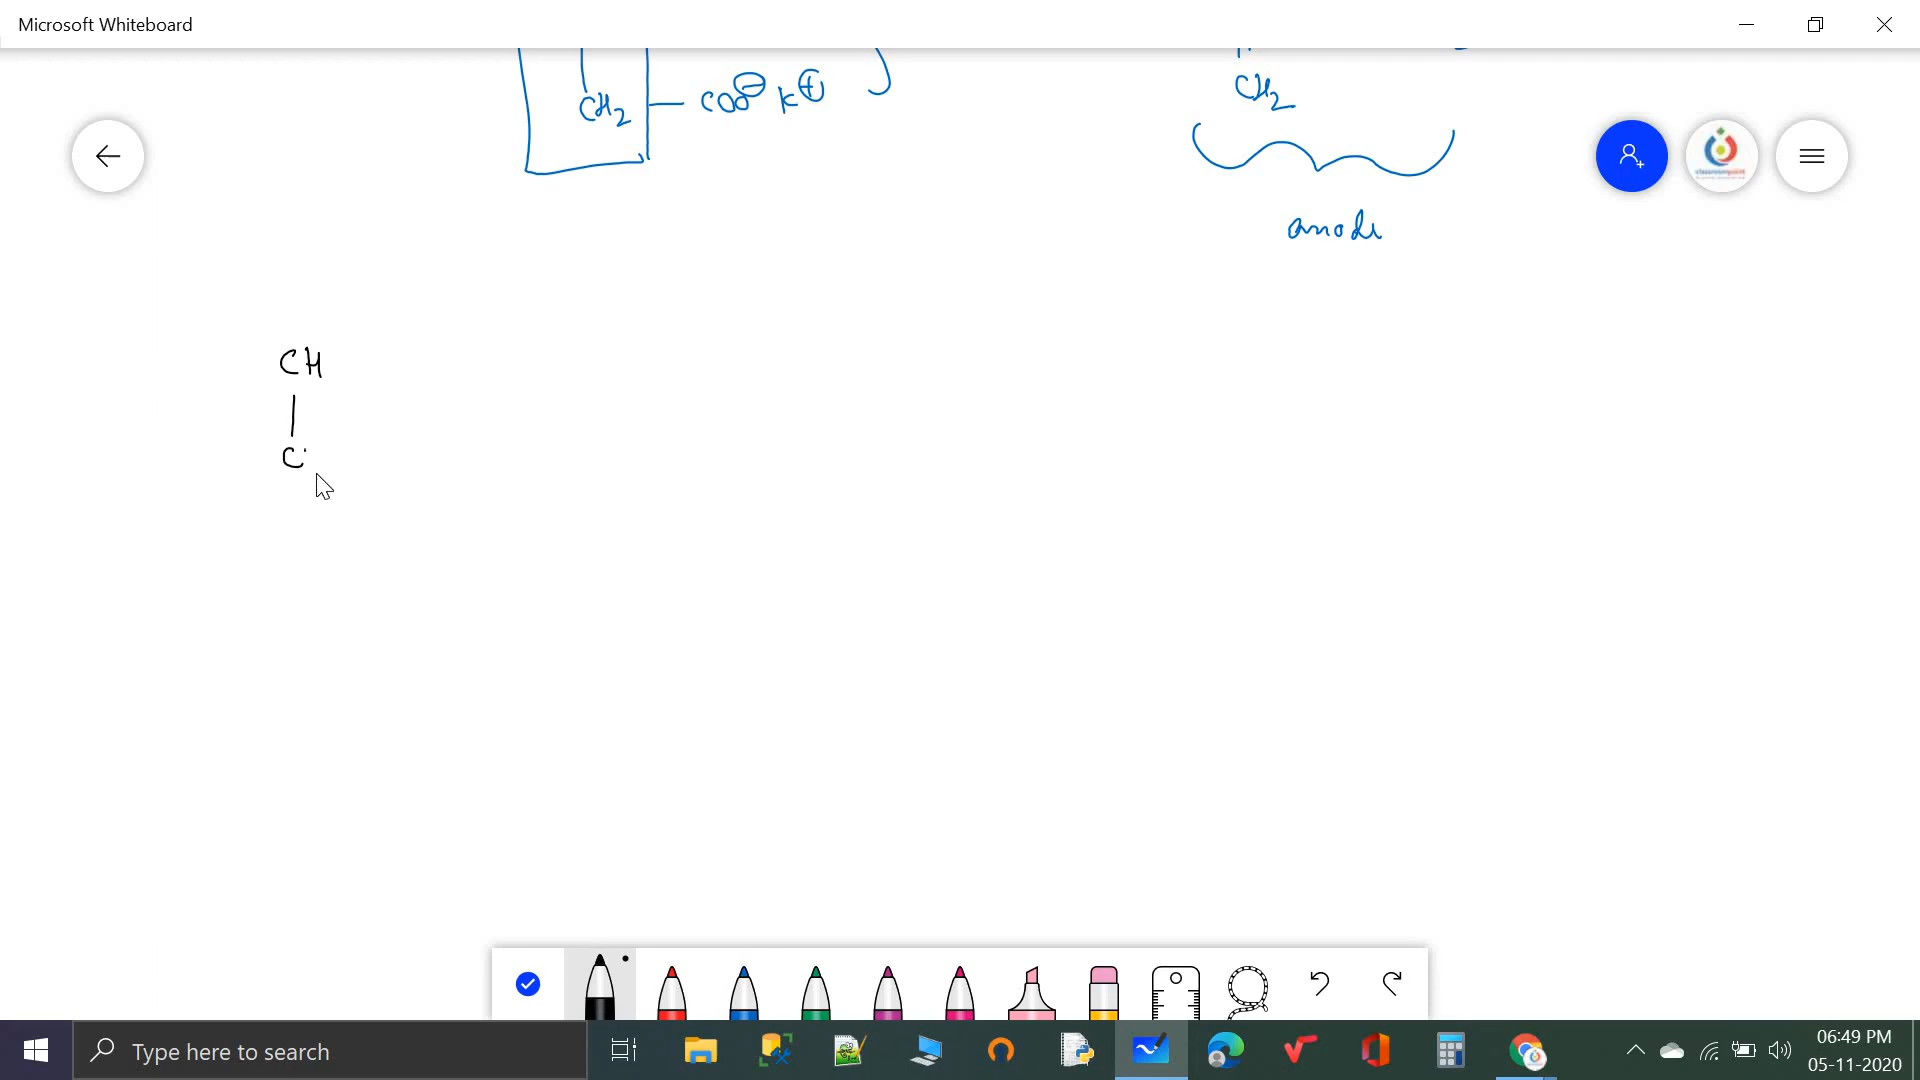 Microsoft Whiteboard
CH₂ — COO⊖ K⊕
CH₂
anode
CH
|
C
Type here to search
06:49 PM
05-11-2020